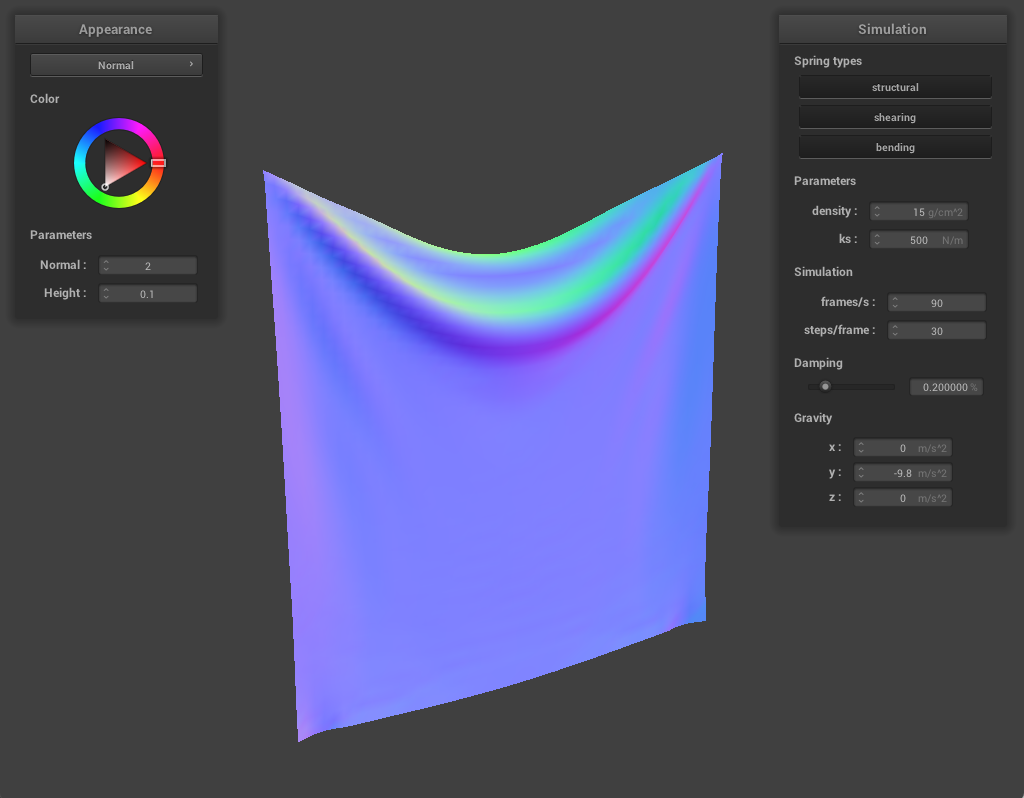 Appearance
Normal ›
Color
Parameters
Normal : 2
Height : 0.1
Simulation
Spring types
structural
shearing
bending
Parameters
density : 15 g/cm^2
ks : 500 N/m
Simulation
frames/s : 90
steps/frame : 30
Damping
0.200000 %
Gravity
x : 0 m/s^2
y : -9.8 m/s^2
z : 0 m/s^2